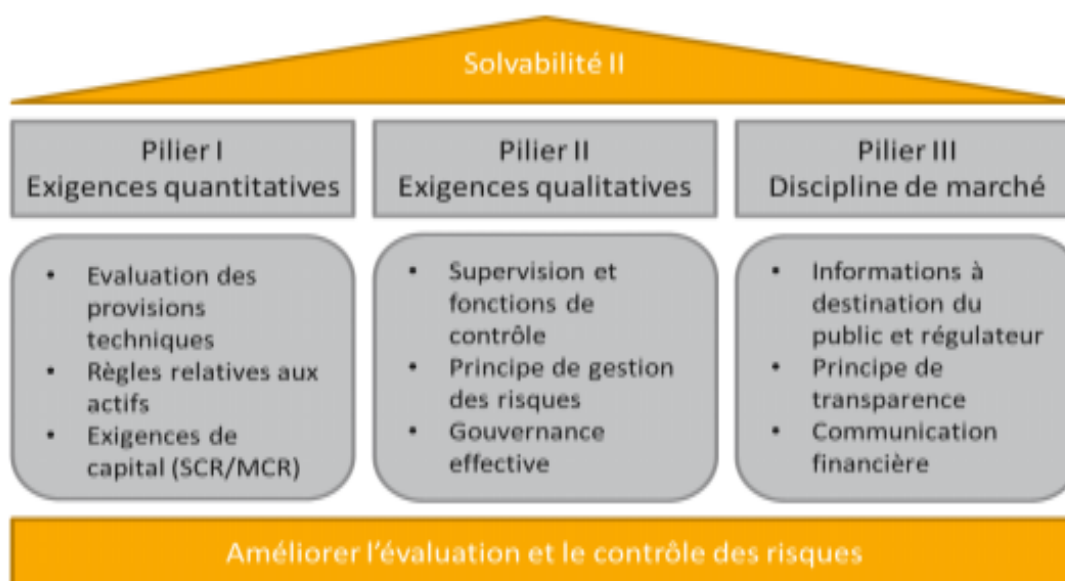 Solvabilité II
Pilier I
Exigences quantitatives
Pilier II
Exigences qualitatives
Pilier III
Discipline de marché
• Evaluation des
provisions
techniques
• Règles relatives aux
actifs
• Exigences de
capital (SCR/MCR)
• Supervision et
fonctions de
contrôle
• Principe de gestion
des risques
• Gouvernance
effective
• Informations à
destination du
public et régulateur
• Principe de
transparence
• Communication
financière
Améliorer l'évaluation et le contrôle des risques